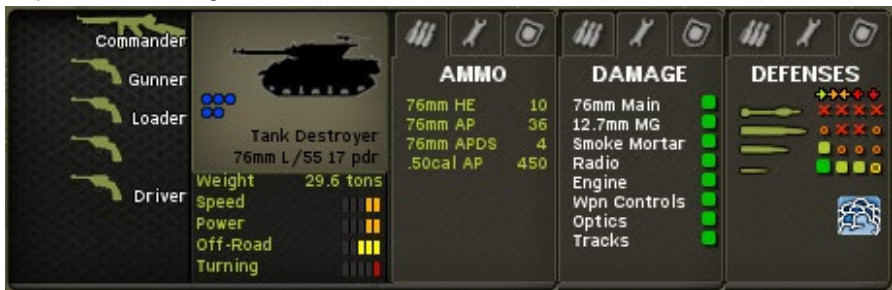 Commander
Gunner
Loader
Driver
Tank Destroyer
76mm L/55 17 pdr
Weight 29.6 tons
Speed
Power
Off-Road
Turning
AMMO
76mm HE 10
76mm AP 36
76mm APDS 4
.50cal AP 450
DAMAGE
76mm Main
12.7mm MG
Smoke Mortar
Radio
Engine
Wpn Controls
Optics
Tracks
DEFENSES